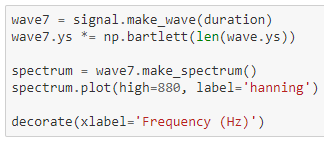 wave7 = signal.make_wave(duration)
wave7.ys *= np.bartlett(len(wave.ys))
spectrum = wave7.make_spectrum()
spectrum.plot(high=880, label='hanning')
decorate(xlabel='Frequency (Hz)')